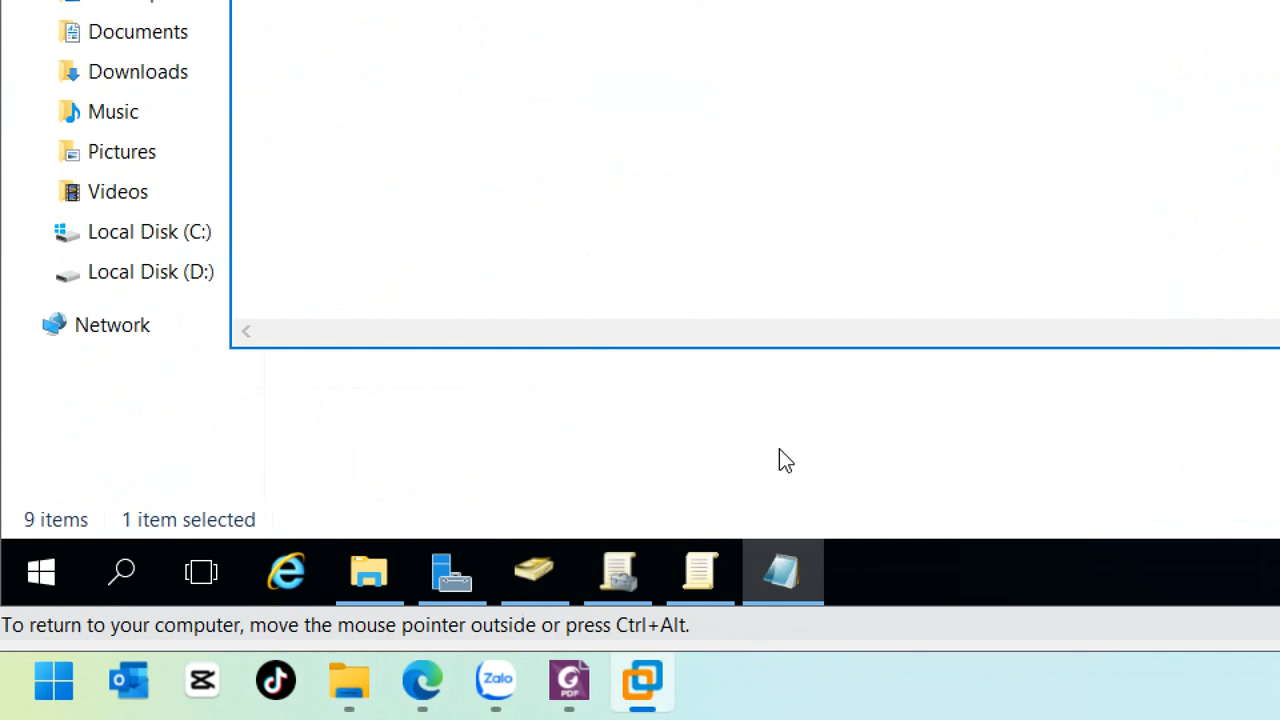 Documents
Downloads
Music
Pictures
Videos
Local Disk (C:)
Local Disk (D:)
Network
9 items 1 item selected
To return to your computer, move the mouse pointer outside or press Ctrl+Alt.
Zalo
PDF